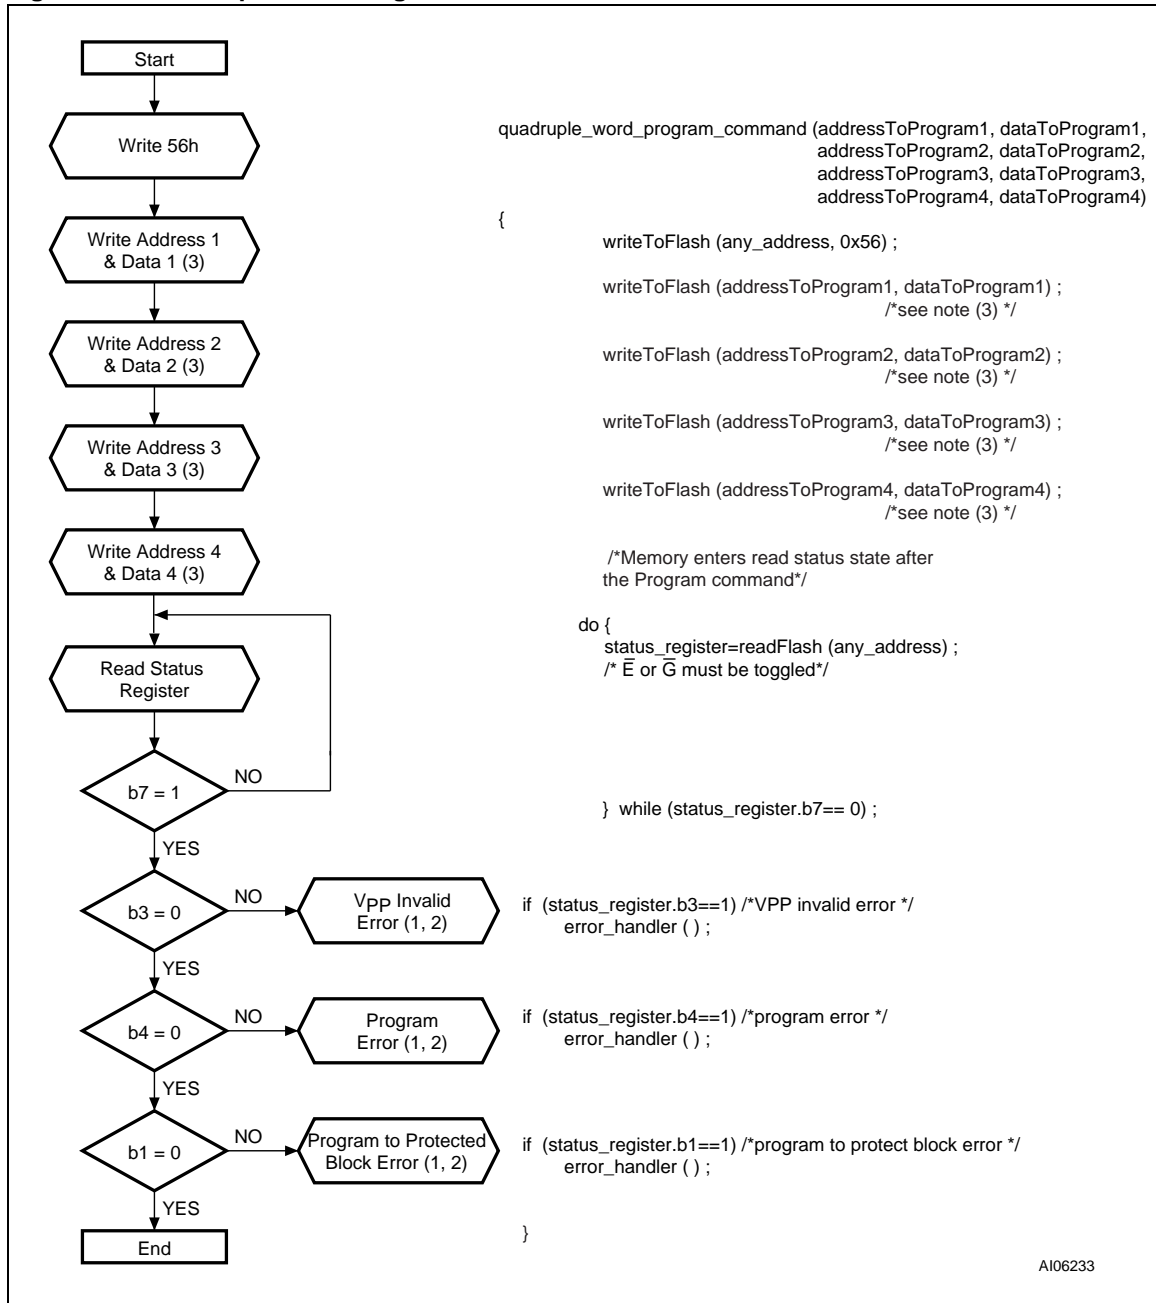 Start
Write 56h
Write Address 1
& Data 1 (3)
Write Address 2
& Data 2 (3)
Write Address 3
& Data 3 (3)
Write Address 4
& Data 4 (3)
Read Status
Register
b7 = 1
NO
YES
b3 = 0
NO
VPP Invalid
Error (1, 2)
YES
b4 = 0
NO
Program
Error (1, 2)
YES
b1 = 0
NO
Program to Protected
Block Error (1, 2)
YES
End
quadruple_word_program_command (addressToProgram1, dataToProgram1,
addressToProgram2, dataToProgram2,
addressToProgram3, dataToProgram3,
addressToProgram4, dataToProgram4)
{
writeToFlash (any_address, 0x56) ;
writeToFlash (addressToProgram1, dataToProgram1) ;
/*see note (3) */
writeToFlash (addressToProgram2, dataToProgram2) ;
/*see note (3) */
writeToFlash (addressToProgram3, dataToProgram3) ;
/*see note (3) */
writeToFlash (addressToProgram4, dataToProgram4) ;
/*see note (3) */
/*Memory enters read status state after
the Program command*/
do {
status_register=readFlash (any_address) ;
/* E̅ or G̅ must be toggled*/
} while (status_register.b7== 0) ;
if (status_register.b3==1) /*VPP invalid error */
error_handler ( ) ;
if (status_register.b4==1) /*program error */
error_handler ( ) ;
if (status_register.b1==1) /*program to protect block error */
error_handler ( ) ;
}
AI06233